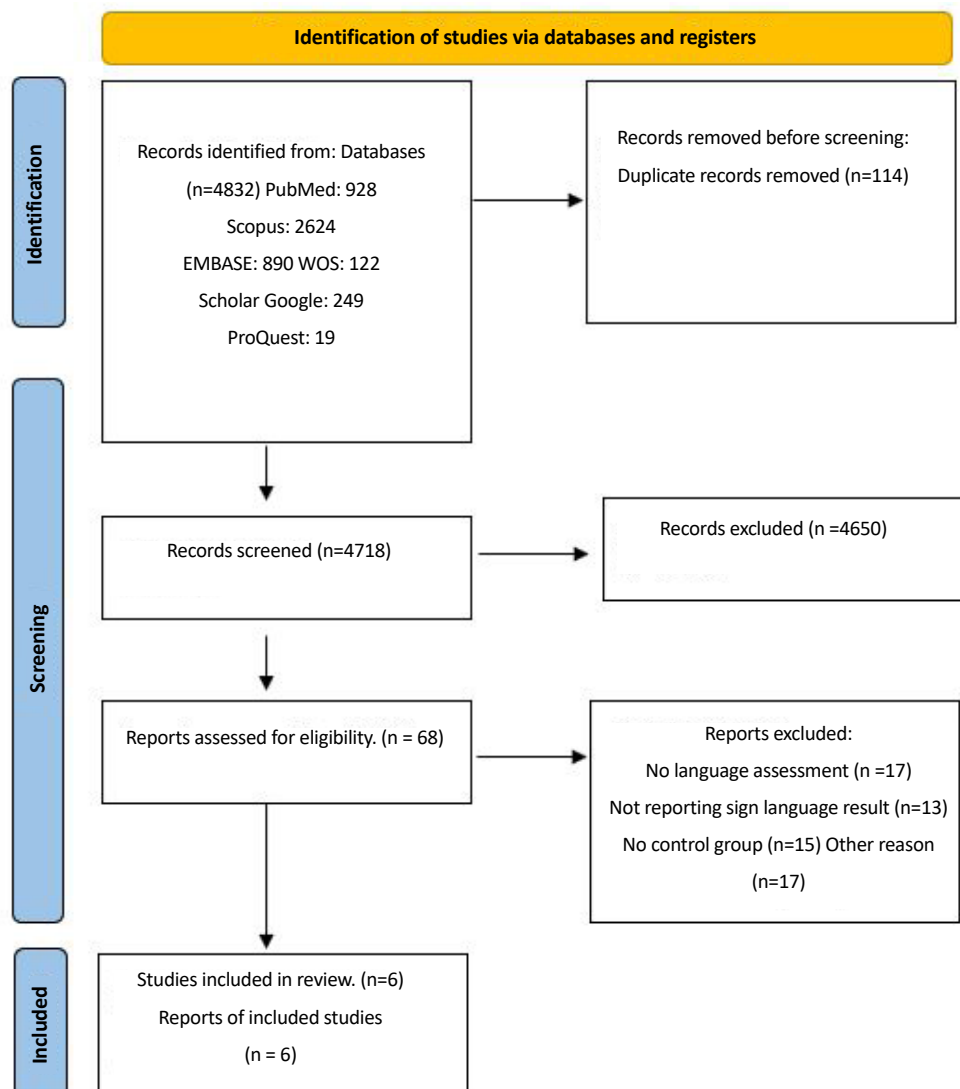 Identification of studies via databases and registers
Identification
Records identified from: Databases
(n=4832) PubMed: 928
Scopus: 2624
EMBASE: 890 WOS: 122
Scholar Google: 249
ProQuest: 19
Records removed before screening:
Duplicate records removed (n=114)
Screening
Records screened (n=4718)
Records excluded (n =4650)
Reports assessed for eligibility. (n = 68)
Reports excluded:
No language assessment (n =17)
Not reporting sign language result (n=13)
No control group (n=15) Other reason
(n=17)
Included
Studies included in review. (n=6)
Reports of included studies
(n = 6)